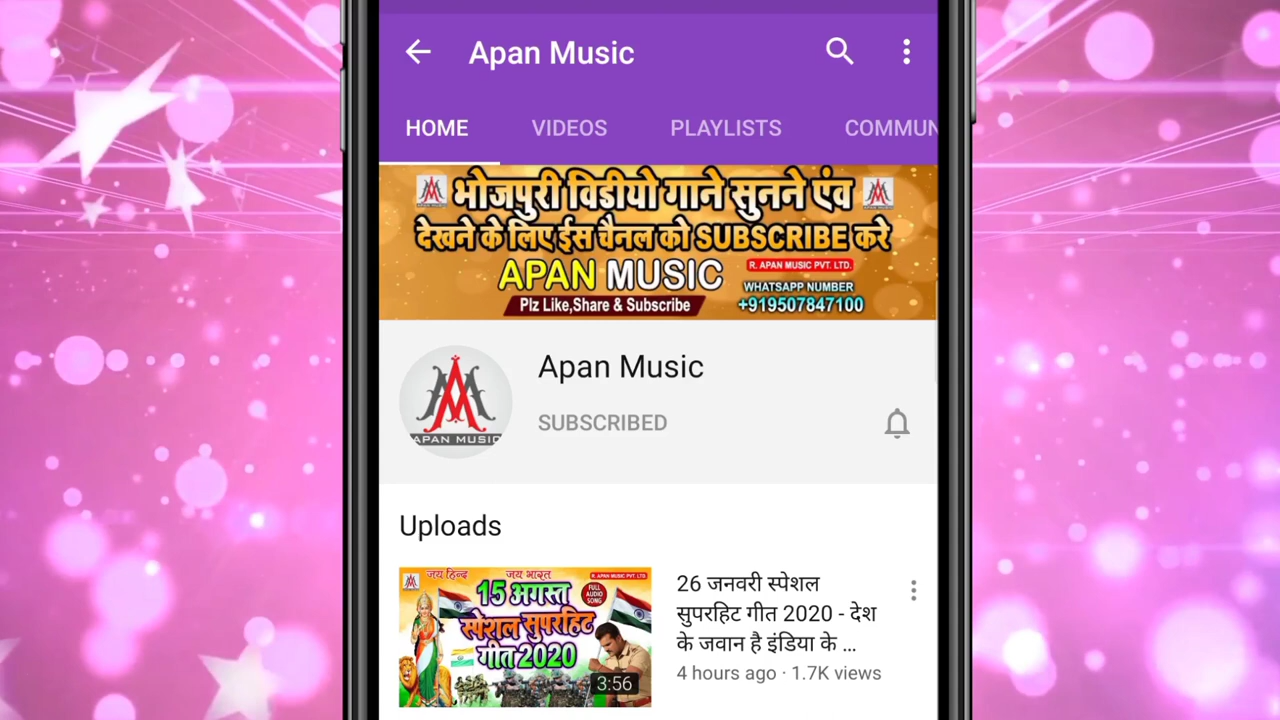 Apan Music
HOME VIDEOS PLAYLISTS COMMUN
भोजपुरी विडीयो गाने सुनने एंव
देखने के लिए ईस चैनल को SUBSCRIBE करे
APAN MUSIC
R. APAN MUSIC PVT. LTD.
WHATSAPP NUMBER
Plz Like,Share & Subscribe
+919507847100
Apan Music
SUBSCRIBED
APAN MUSIC
Uploads
जय हिन्द जय भारत
R. APAN MUSIC PVT. LTD
15 अगस्त
FULL AUDIO SONG
स्पेशल सुपरहिट
गीत 2020
3:56
26 जनवरी स्पेशल
सुपरहिट गीत 2020 - देश
के जवान है इंडिया के ...
4 hours ago · 1.7K views